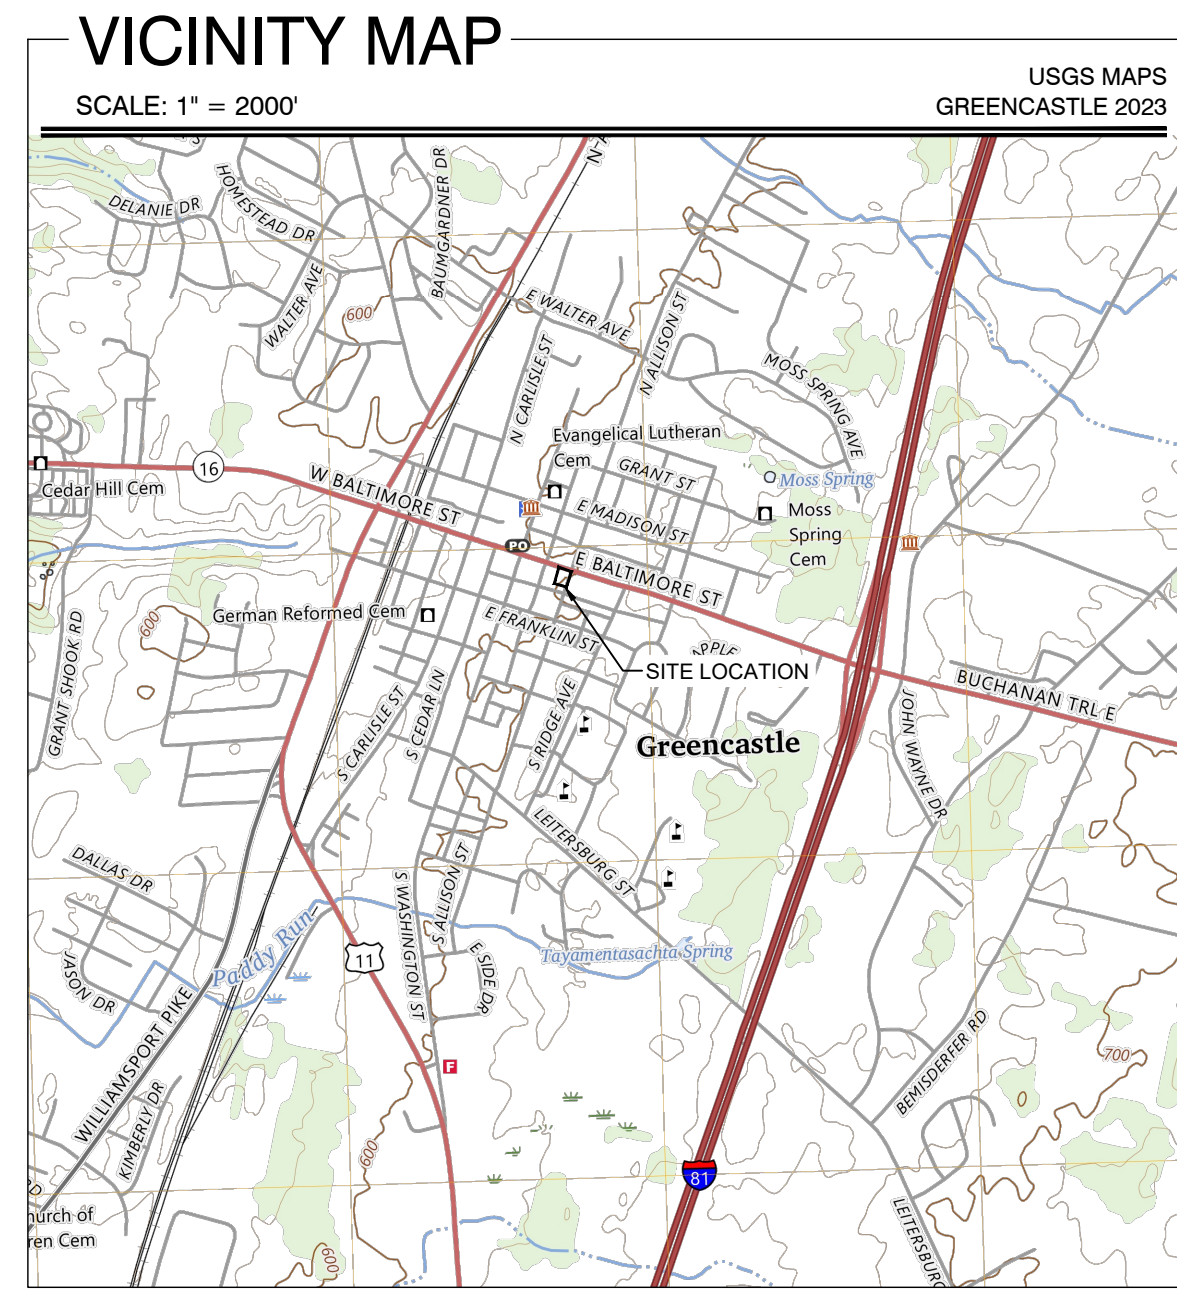 VICINITY MAP
SCALE: 1" = 2000'
USGS MAPS
GREENCASTLE 2023
DELANIE DR
HOMESTEAD DR
BAUMGARDNER DR
WALTER AVE
600
E WALTER AVE
N CARLISLE ST
N ALLISON ST
MOSS SPRING AVE
Evangelical Lutheran
Cem
GRANT ST
Moss Spring
16
W BALTIMORE ST
Cedar Hill Cem
E MADISON ST
Moss
Spring
Cem
PO
E BALTIMORE ST
600
German Reformed Cem
E FRANKLIN ST
GRANT SHOOK RD
APPLE
SITE LOCATION
BUCHANAN TRL E
S CARLISLE ST
S CEDAR LN
S RIDGE AVE
JOHN WAYNE DR
Greencastle
LEITERSBURG ST
DALLAS DR
S WASHINGTON ST
S ALLISON ST
Paddy Run
11
E SIDE DR
Tayamentasachta Spring
JASON DR
WILLIAMSPORT PIKE
BEMISDERFER RD
700
F
KIMBERLY DR
600
81
LEITERSBURG
hurch of
ren Cem
600